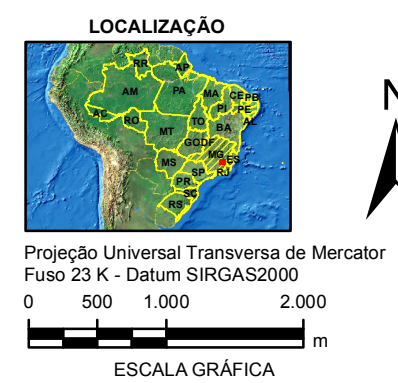 LOCALIZAÇÃO
N
RR AP
AM PA MA CE PB
PI PE
AC RO TO AL
MT BA
GO DF
MG ES
MS SP RJ
PR
SC
RS
Projeção Universal Transversa de Mercator
Fuso 23 K - Datum SIRGAS2000
0 500 1.000 2.000
m
ESCALA GRÁFICA